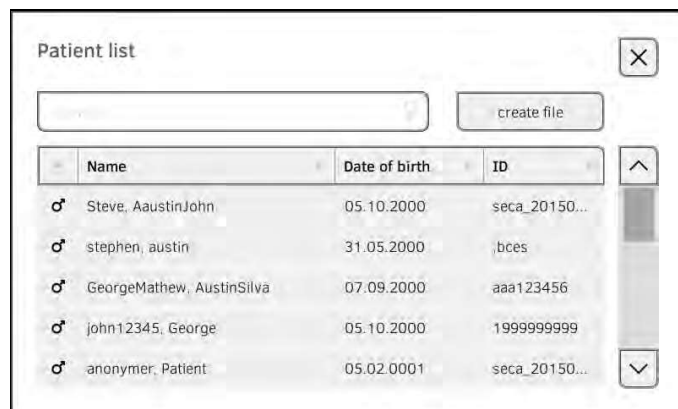 Patient list
create file
Name Date of birth ID
Steve, AaustinJohn 05.10.2000 seca_20150...
stephen, austin 31.05.2000 ,bces
GeorgeMathew, AustinSilva 07.09.2000 aaa123456
john12345, George 05.10.2000 1999999999
anonymer, Patient 05.02.0001 seca_20150...